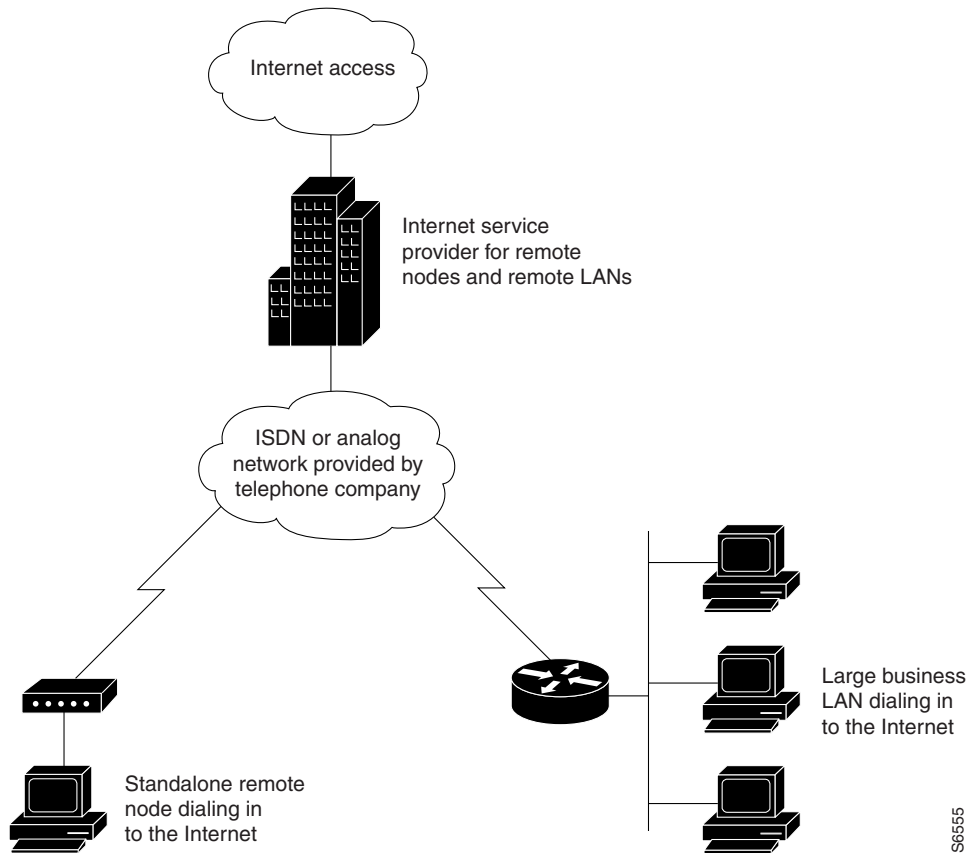 Internet access
Internet service
provider for remote
nodes and remote LANs
ISDN or analog
network provided by
telephone company
Large business
LAN dialing in
to the Internet
Standalone remote
node dialing in
to the Internet
S6555